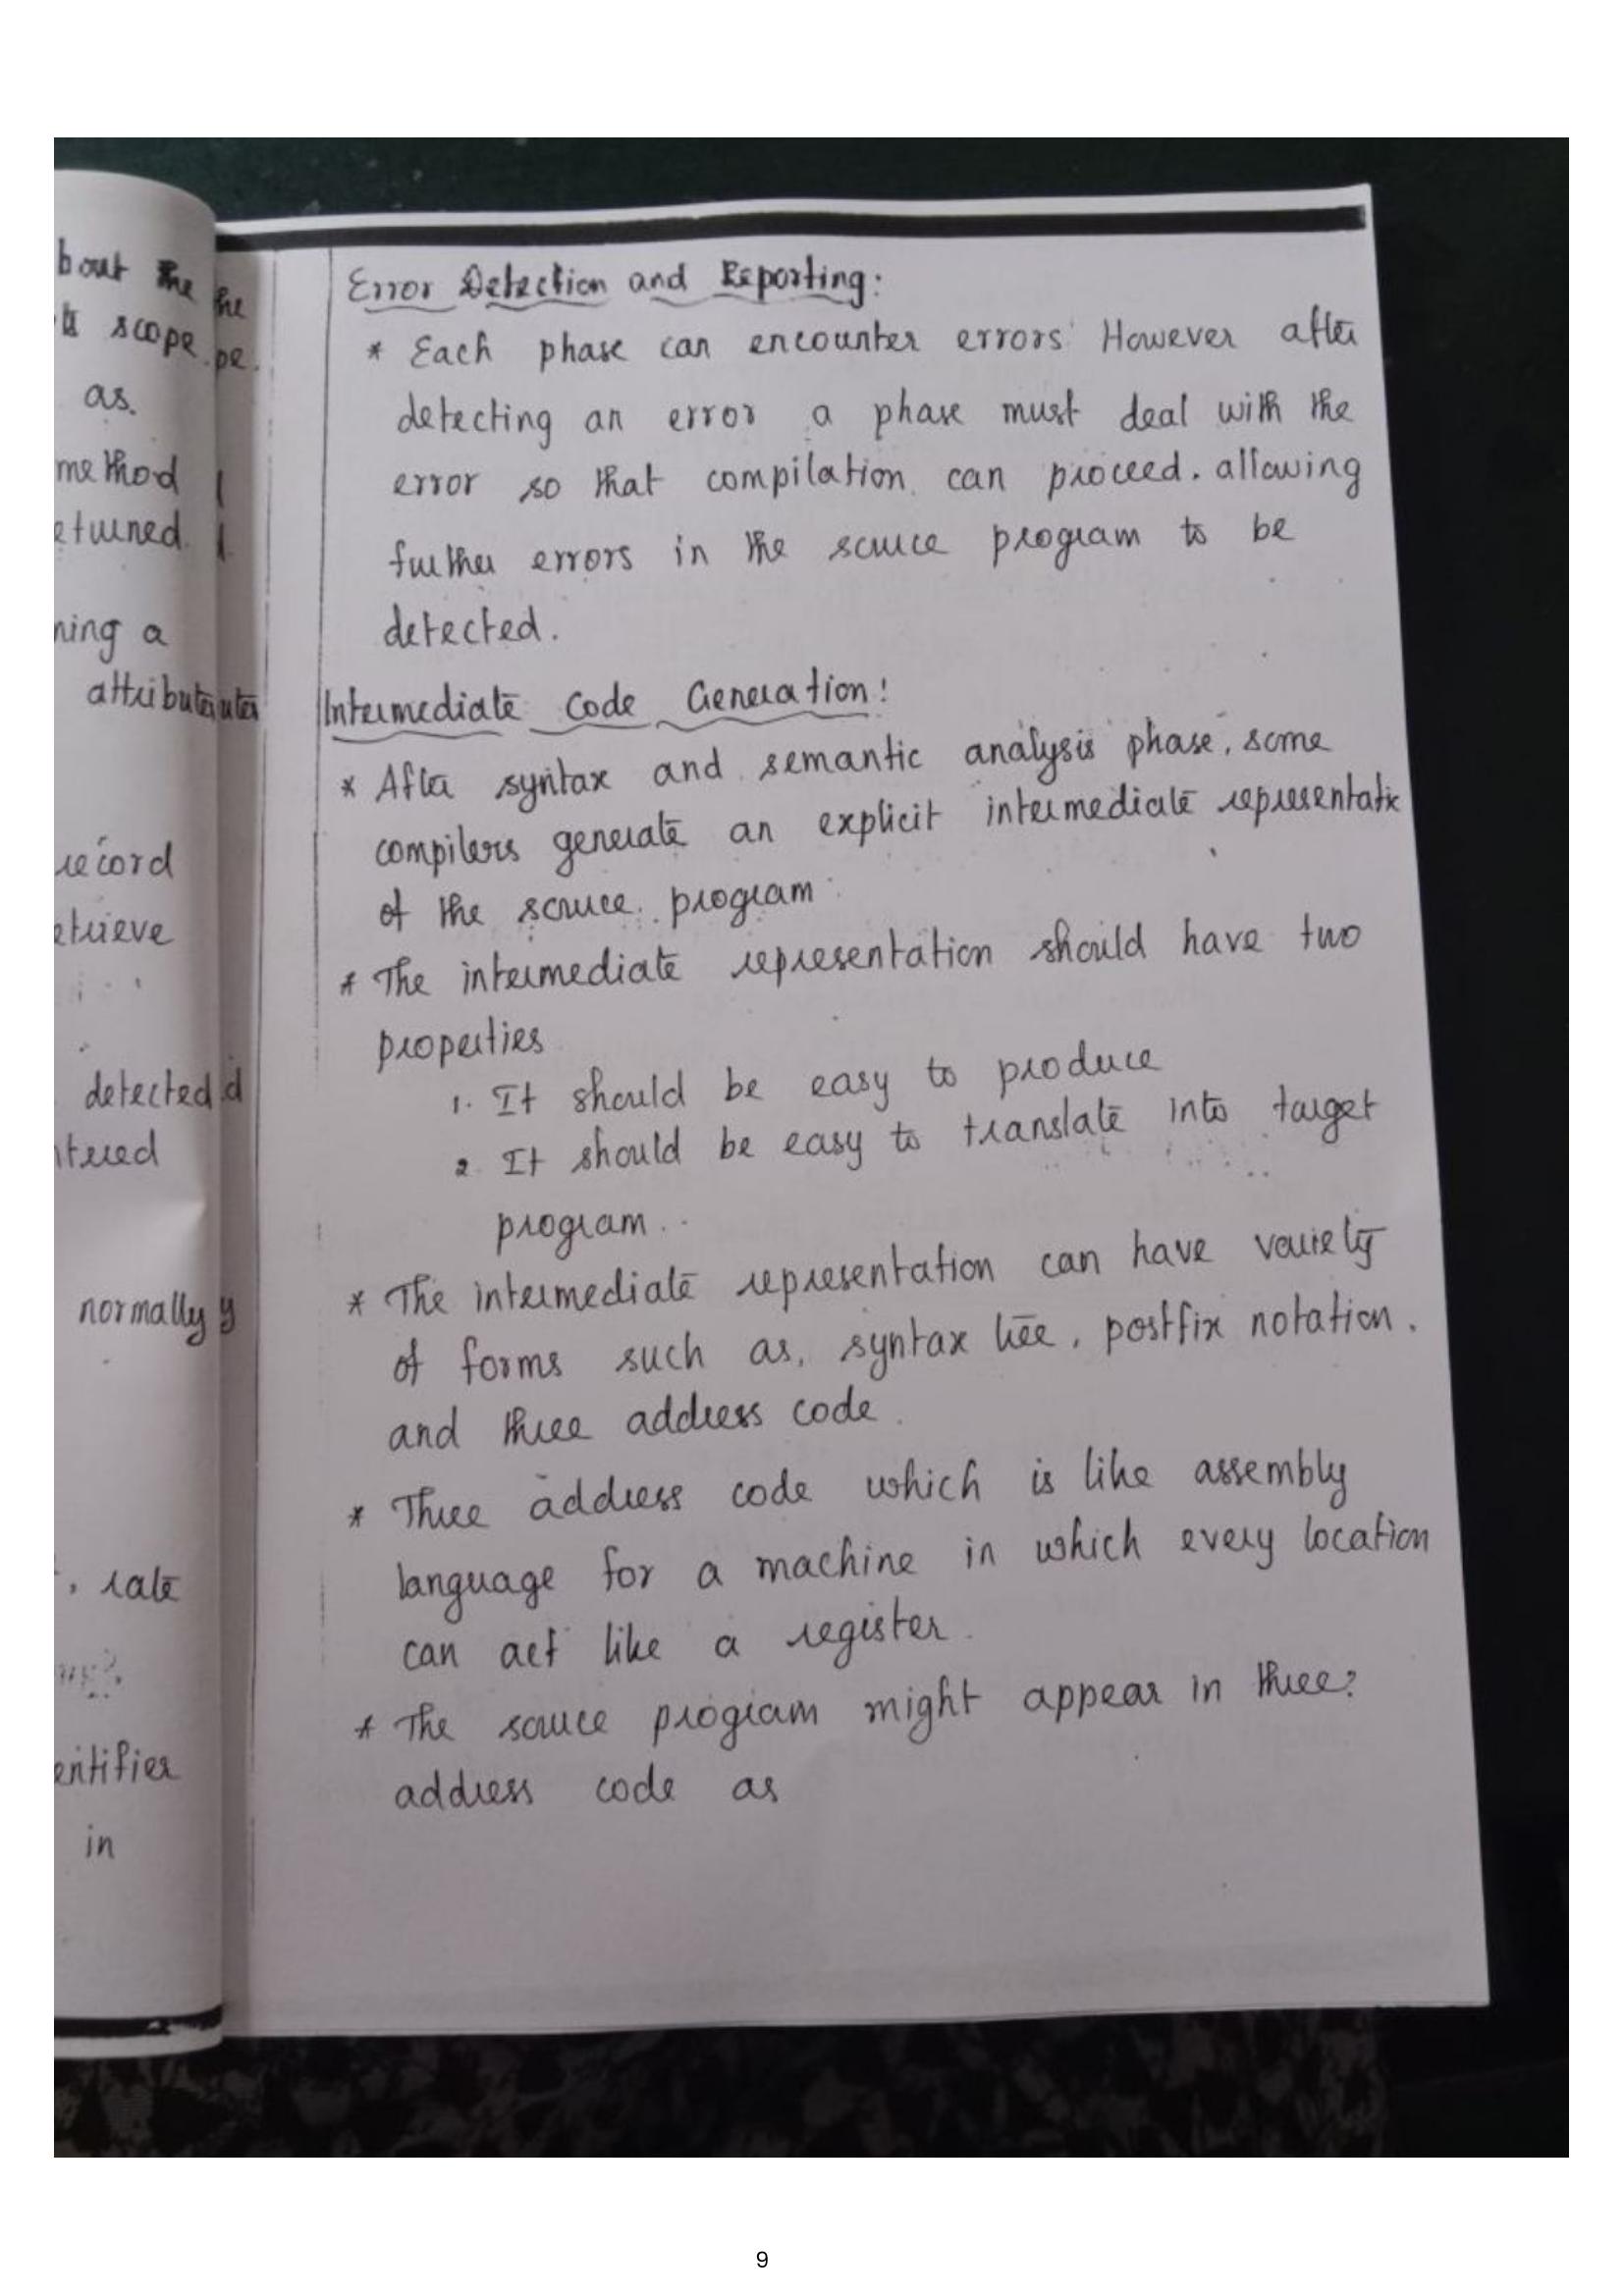 bout the he
scope. pe.
as.
method
eturned.
ning a
attributes utes
record
etrieve
detected d
ntered
normally y
, rate
entifier
in
Error Detection and Reporting:
* Each phase can encounter errors. However after
detecting an error a phase must deal with the
error so that compilation can proceed. allowing
further errors in the source program to be
detected.
Intermediate Code Generation:
* After syntax and semantic analysis phase, some
compilers generate an explicit intermediate representatic
of the source program.
* The intermediate representation should have two
properties
1. It should be easy to produce
2. It should be easy to translate into target
program.
* The intermediate representation can have variety
of forms such as, syntax tree, postfix notation,
and three address code.
* Three address code which is like assembly
language for a machine in which every location
can act like a register.
* The source program might appear in three
address code as
9